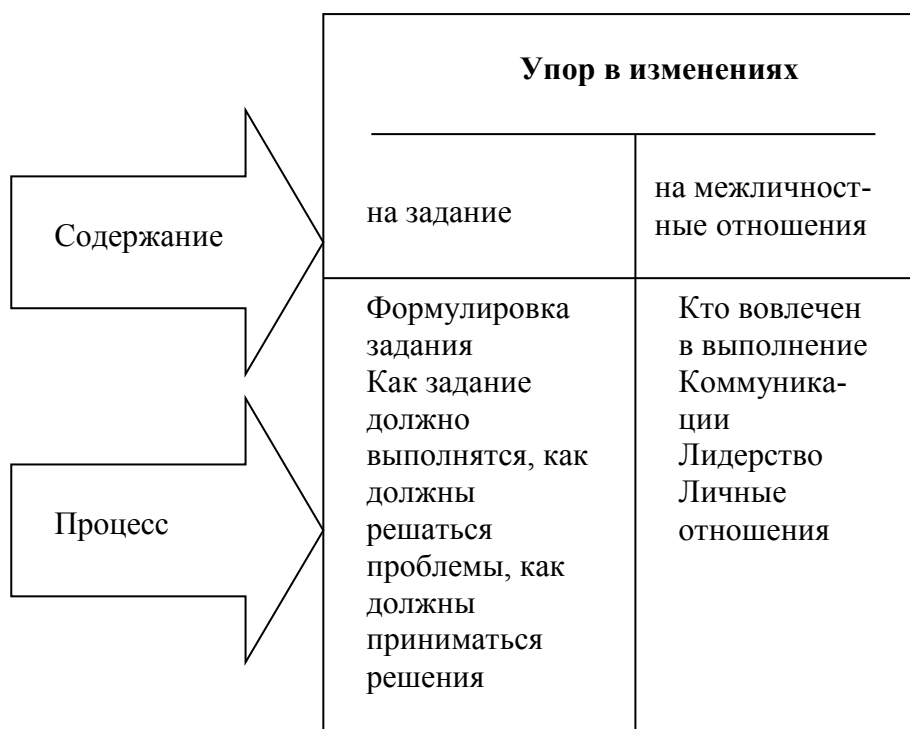 Упор в изменениях
Содержание
на задание
на межличност-
ные отношения
Процесс
Формулировка
задания
Как задание
должно
выполнятся, как
должны
решаться
проблемы, как
должны
приниматься
решения
Кто вовлечен
в выполнение
Коммуника-
ции
Лидерство
Личные
отношения